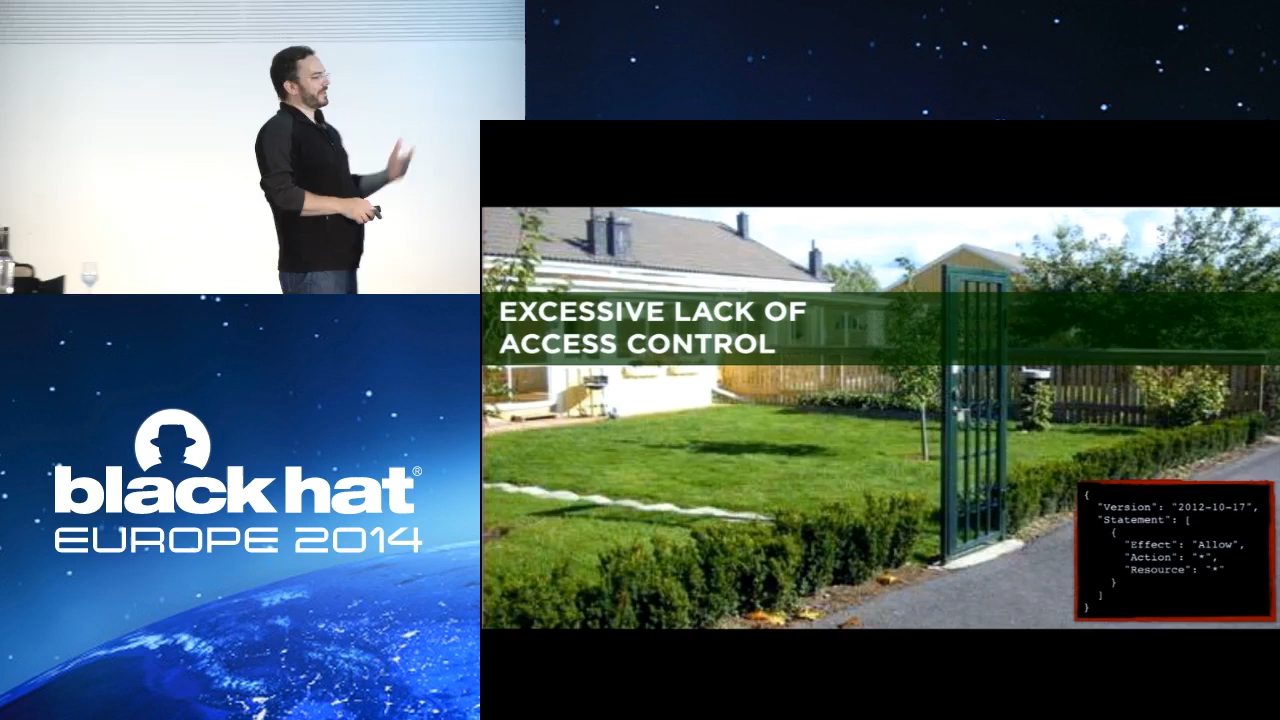 black hat®
EUROPE 2014
EXCESSIVE LACK OF
ACCESS CONTROL
{
"Version": "2012-10-17",
"Statement": [
{
"Effect": "Allow",
"Action": "*",
"Resource": "*"
}
]
}